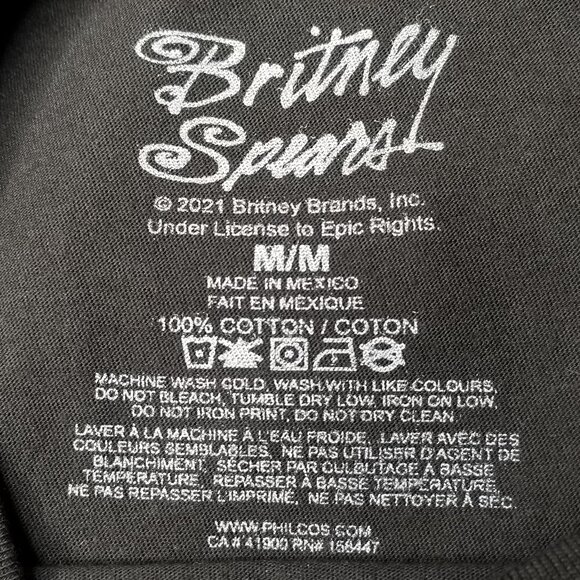 Britney
Spears
© 2021 Britney Brands, Inc.
Under License to Epic Rights.
M/M
MADE IN MEXICO
FAIT EN MÉXIQUE
100% COTTON / COTON
MACHINE WASH COLD, WASH WITH LIKE COLOURS,
DO NOT BLEACH, TUMBLE DRY LOW, IRON ON LOW,
DO NOT IRON PRINT, DO NOT DRY CLEAN
LAVER À LA MACHINE À L'EAU FROIDE, LAVER AVEC DES
COULEURS SEMBLABLES, NE PAS UTILISER D'AGENT DE
BLANCHIMENT, SÉCHER PAR CULBUTAGE À BASSE
TEMPÉRATURE, REPASSER À BASSE TEMPÉRATURE,
NE PAS REPASSER L'IMPRIMÉ, NE PAS NETTOYER À SEC.
WWW.PHILCOS.COM
CA # 41900 RN# 158447